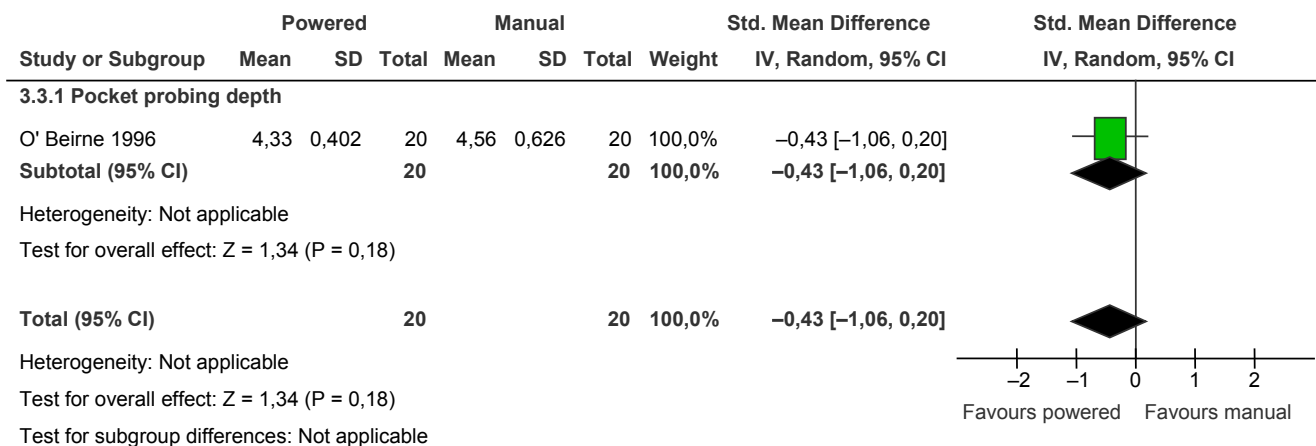 Powered Manual Std. Mean Difference Std. Mean Difference
Study or Subgroup Mean SD Total Mean SD Total Weight IV, Random, 95% CI IV, Random, 95% CI
3.3.1 Pocket probing depth
O' Beirne 1996 4,33 0,402 20 4,56 0,626 20 100,0% –0,43 [–1,06, 0,20]
Subtotal (95% CI) 20 20 100,0% –0,43 [–1,06, 0,20]
Heterogeneity: Not applicable
Test for overall effect: Z = 1,34 (P = 0,18)
Total (95% CI) 20 20 100,0% –0,43 [–1,06, 0,20]
Heterogeneity: Not applicable
–2 –1 0 1 2
Test for overall effect: Z = 1,34 (P = 0,18)
Favours powered Favours manual
Test for subgroup differences: Not applicable